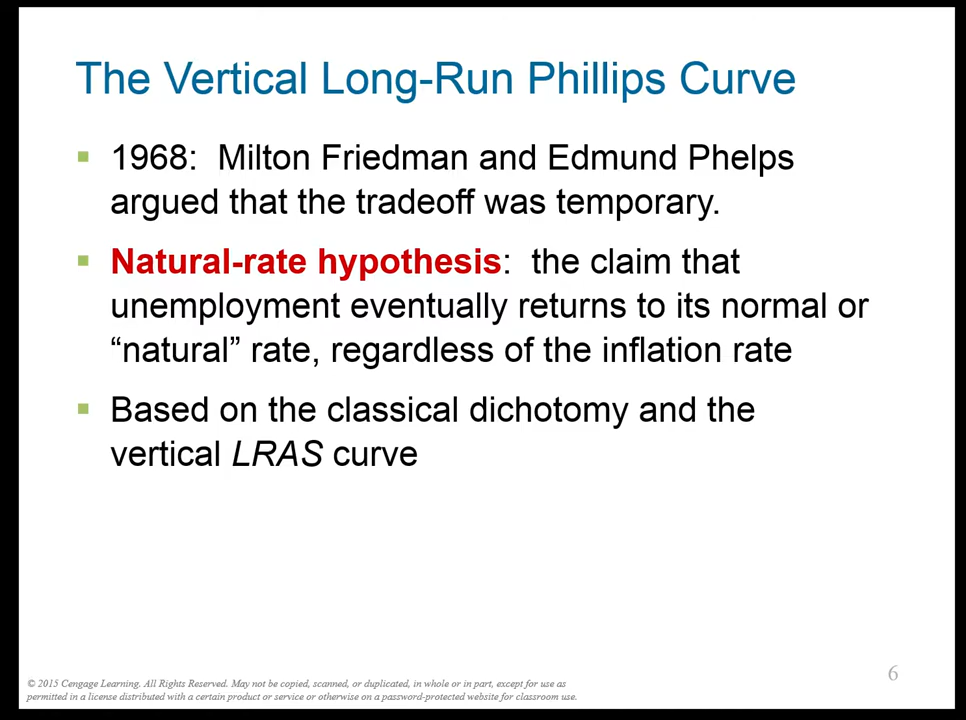 The Vertical Long-Run Phillips Curve
1968:  Milton Friedman and Edmund Phelps
argued that the tradeoff was temporary.
Natural-rate hypothesis:  the claim that
unemployment eventually returns to its normal or
“natural” rate, regardless of the inflation rate
Based on the classical dichotomy and the
vertical LRAS curve
© 2015 Cengage Learning. All Rights Reserved. May not be copied, scanned, or duplicated, in whole or in part, except for use as
permitted in a license distributed with a certain product or service or otherwise on a password-protected website for classroom use.
6